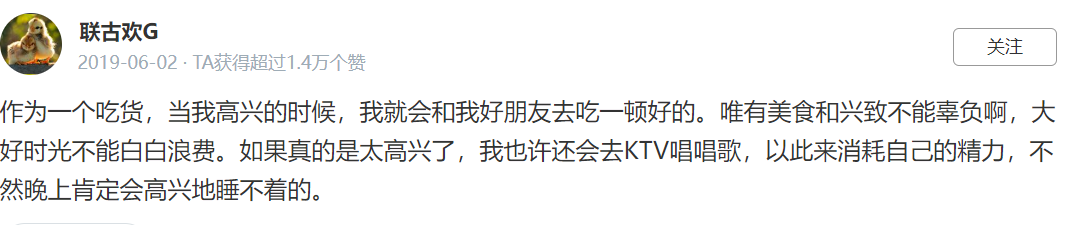 联古欢G
2019-06-02 · TA获得超过1.4万个赞
关注
作为一个吃货，当我高兴的时候，我就会和我好朋友去吃一顿好的。唯有美食和兴致不能辜负啊，大
好时光不能白白浪费。如果真的是太高兴了，我也许还会去KTV唱唱歌，以此来消耗自己的精力，不
然晚上肯定会高兴地睡不着的。